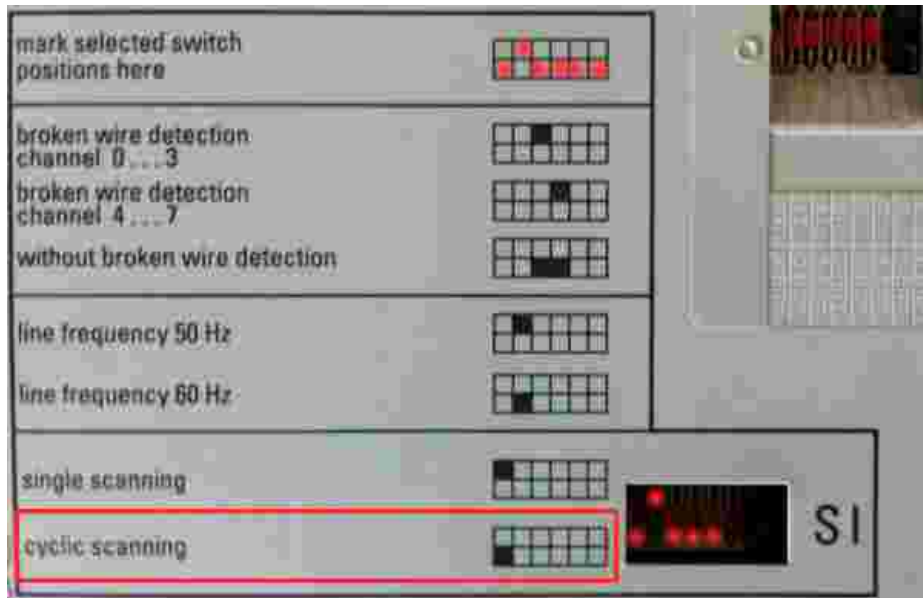 mark selected switch
positions here
broken wire detection
channel 0...3
broken wire detection
channel 4...7
without broken wire detection
line frequency 50 Hz
line frequency 60 Hz
single scanning
cyclic scanning
SI